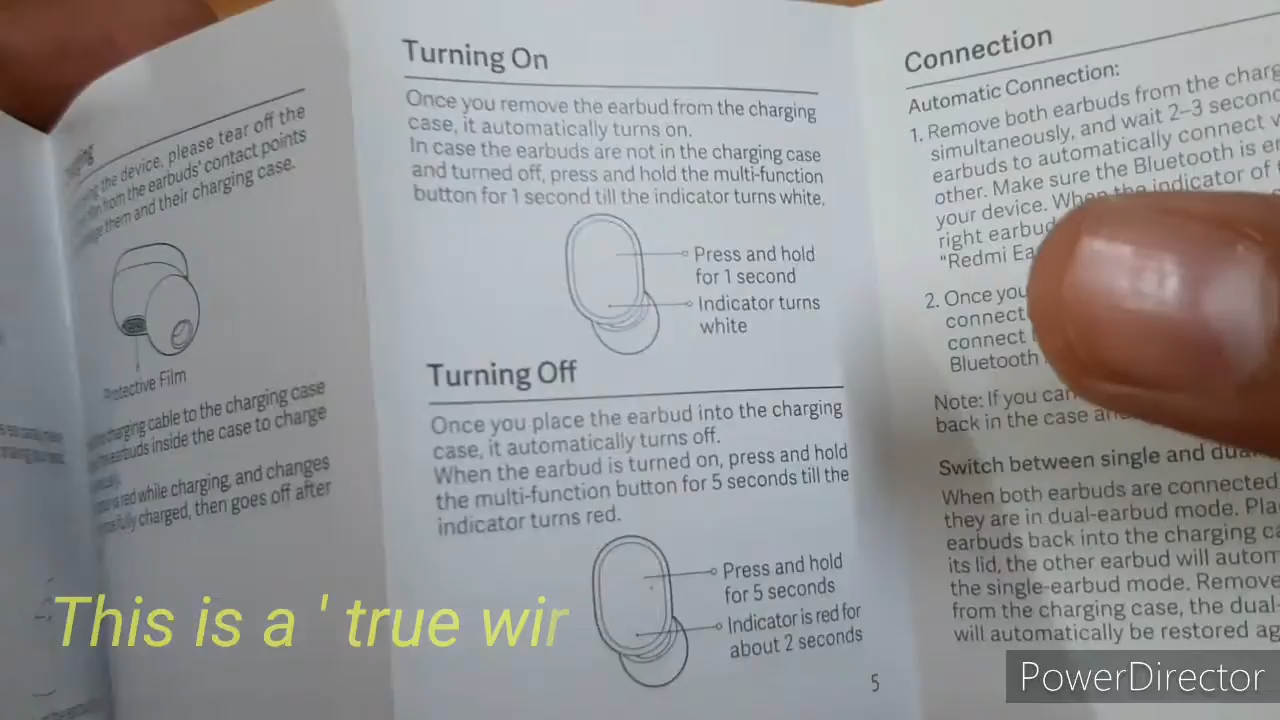 the device, please tear off the
from the earbuds' contact points
them and their charging case.
Protective Film
charging cable to the charging case
earbuds inside the case to charge
red while charging, and changes
fully charged, then goes off after
Turning On
Once you remove the earbud from the charging
case, it automatically turns on.
In case the earbuds are not in the charging case
and turned off, press and hold the multi-function
button for 1 second till the indicator turns white.
Press and hold
for 1 second
Indicator turns
white
Turning Off
Once you place the earbud into the charging
case, it automatically turns off.
When the earbud is turned on, press and hold
the multi-function button for 5 seconds till the
indicator turns red.
Press and hold
for 5 seconds
Indicator is red for
about 2 seconds
5
Connection
Automatic Connection:
1. Remove both earbuds from the
simultaneously, and wait 2–3
earbuds to automatically connect
other. Make sure the Bluetooth is
your device. When the indicator of
right
"Redmi
2. Once you
connect
connect
Bluetooth
Note: If you
back in the case
Switch between single and
When both earbuds are connected
they are in dual-earbud mode.
earbuds back into the charging
its lid, the other earbud will
the single-earbud mode.
from the charging case, the
will automatically be restored
This is a ' true wir
PowerDirector